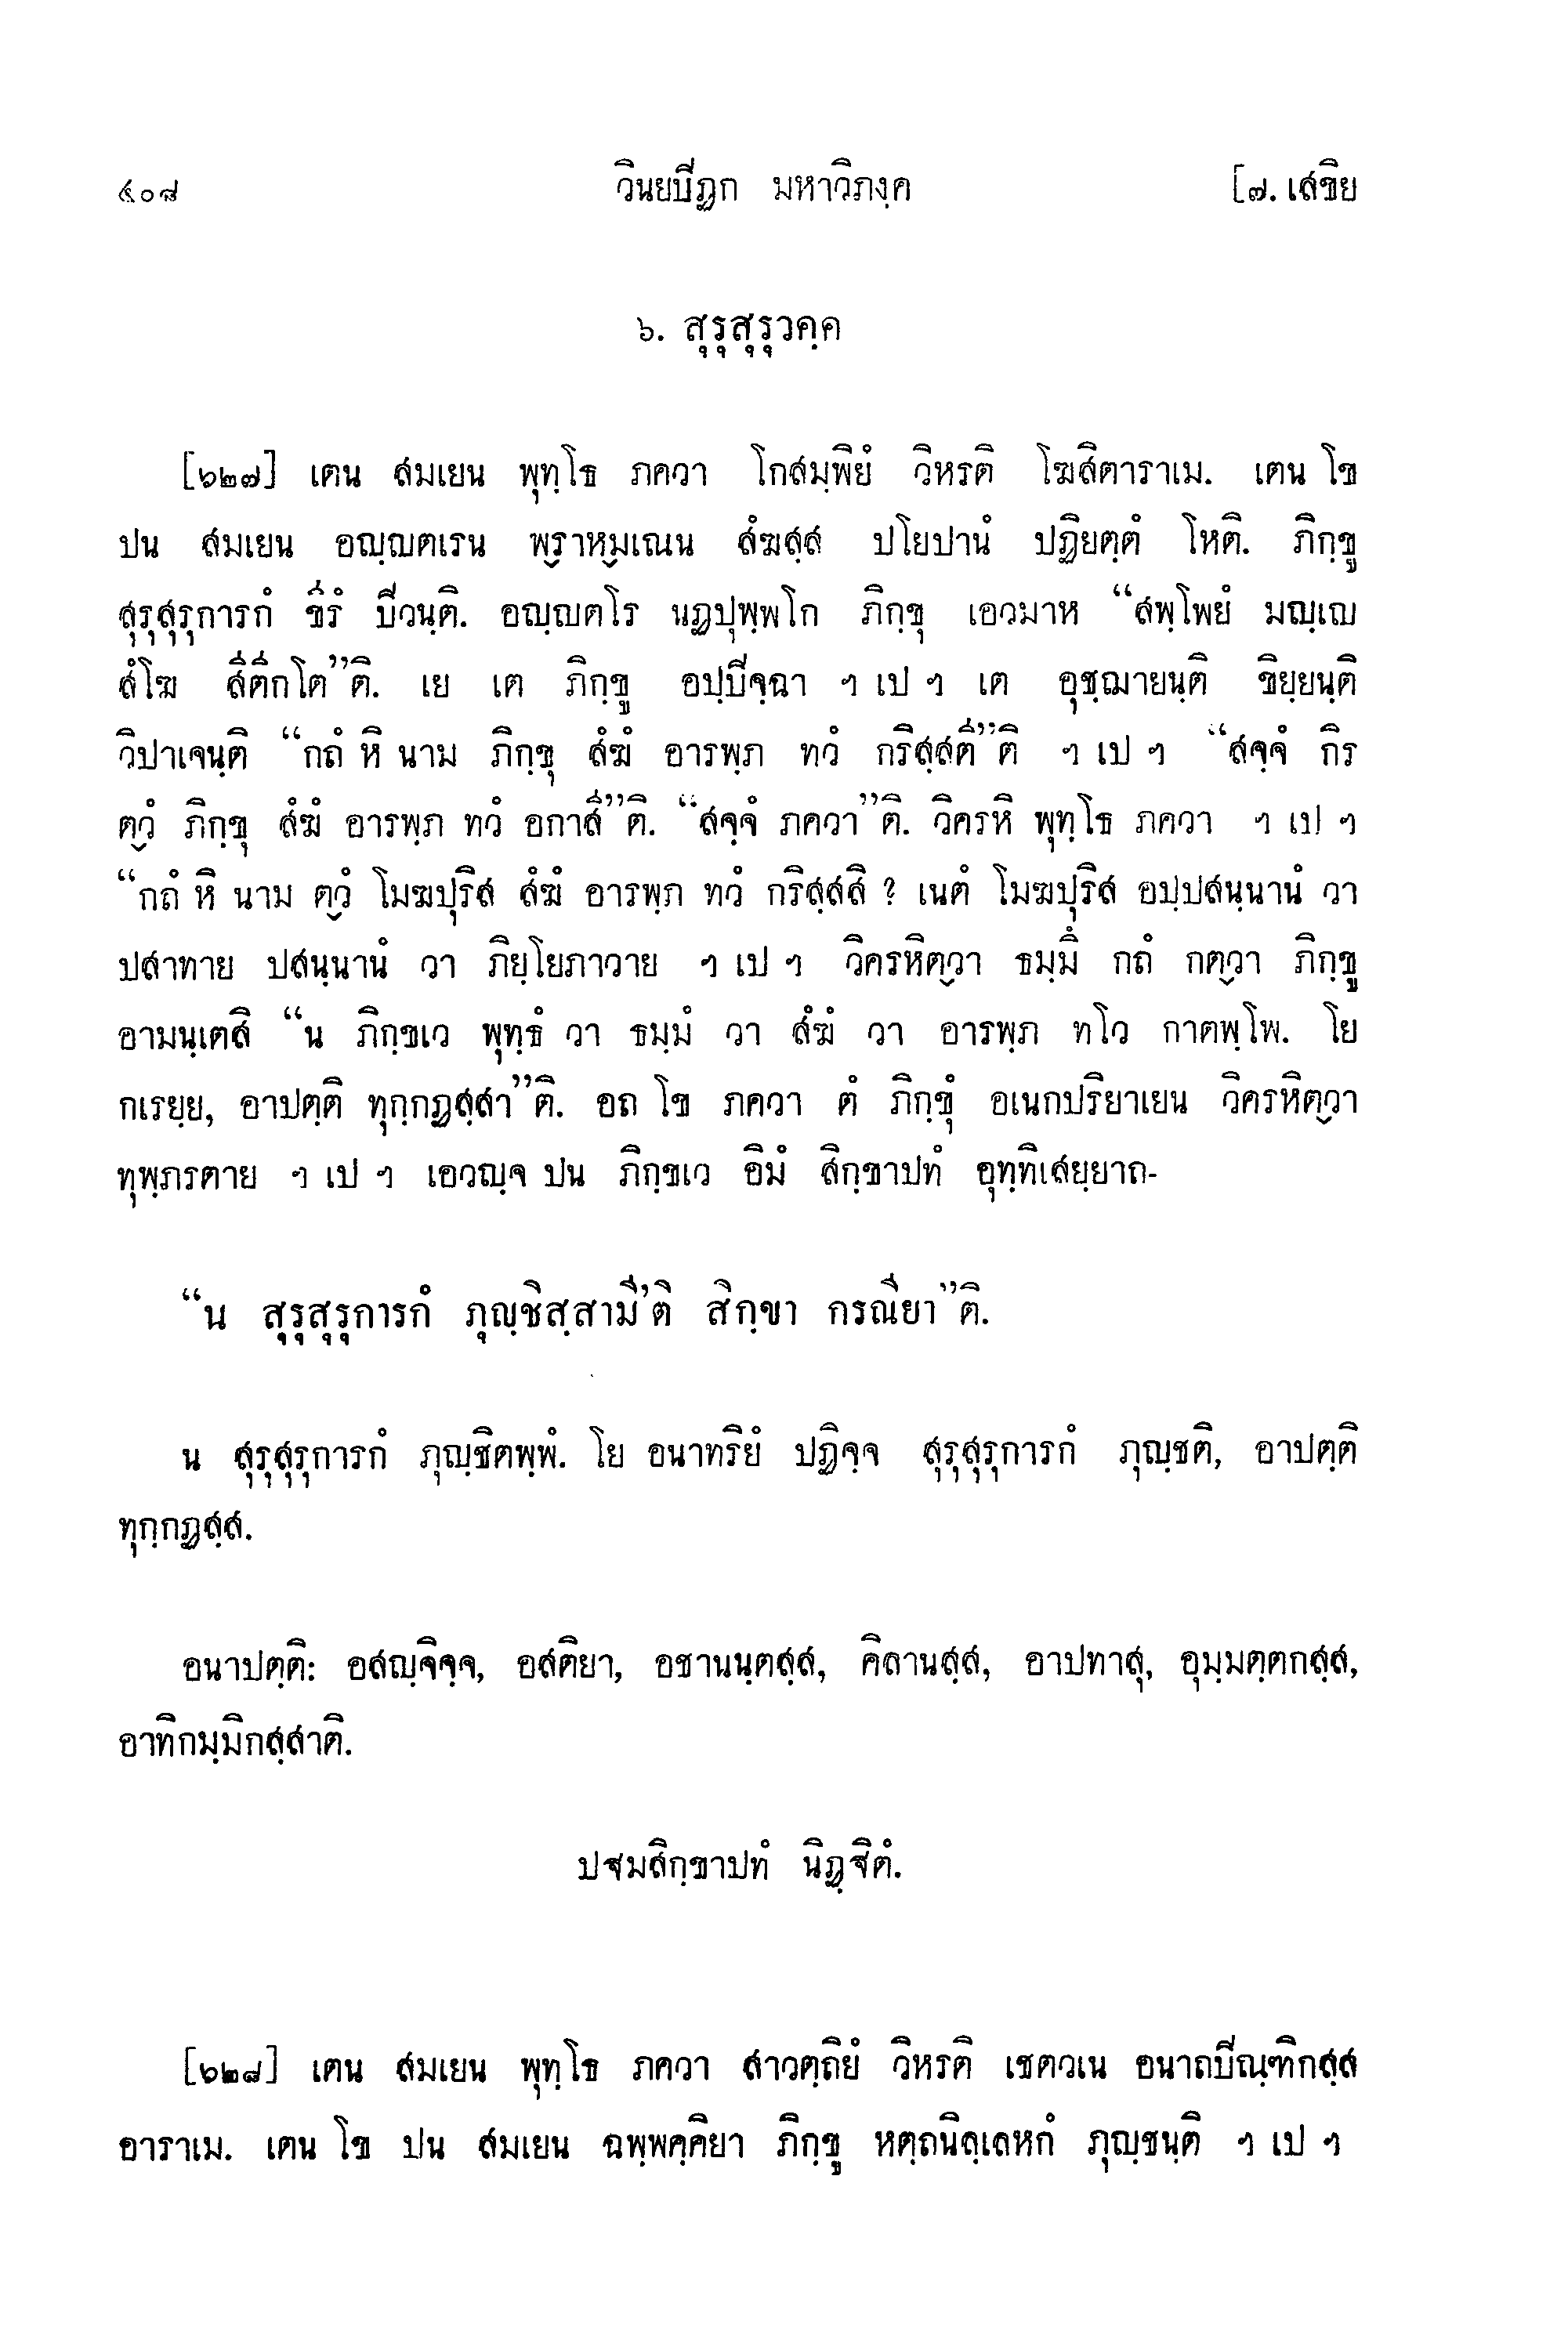 ๕๐๘ วินยปิฏก มหาวิภงฺค [๗. เสขิย
๖. สุรุสุรุวคฺค
[๖๒๗] เตน สมเยน พุทฺโธ ภควา โกสมฺพิยํ วิหรติ โฆสิตาราเม. เตน โข
ปน สมเยน อญฺญตเรน พ๎ราห๎มเณน สํฆสฺส ปโยปานํ ปฏิยตฺตํ โหติ. ภิกฺขู
สุรุสุรุการกํ ขีรํ ปิวนฺติ. อญฺญตโร นฏปุพฺพโก ภิกฺขุ เอวมาห “สพฺโพยํ มญฺเญ
สํโฆ สีตีกโต”ติ. เย เต ภิกฺขู อปฺปิจฺฉา ฯ เป ฯ เต อุชฺฌายนฺติ ขิยฺยนฺติ
วิปาเจนฺติ “กถํ หิ นาม ภิกฺขุ สํฆํ อารพฺภ ทวํ กริสฺสตี”ติ ฯ เป ฯ “สจฺจํ กิร
ต๎วํ ภิกฺขุ สํฆํ อารพฺภ ทวํ อกาสี”ติ. “สจฺจํ ภควา”ติ. วิครหิ พุทฺโธ ภควา ฯ เป ฯ
“กถํ หิ นาม ต๎วํ โมฆปุริส สํฆํ อารพฺภ ทวํ กริสฺสสิ ? เนตํ โมฆปุริส อปฺปสนฺนานํ วา
ปสาทาย ปสนฺนานํ วา ภิยฺโยภาวาย ฯ เป ฯ วิครหิต๎วา ธมฺมึ กถํ กต๎วา ภิกฺขู
อามนฺเตสิ “น ภิกฺขเว พุทฺธํ วา ธมฺมํ วา สํฆํ วา อารพฺภ ทโว กาตพฺโพ. โย
กเรยฺย, อาปตฺติ ทุกฺกฏสฺสา”ติ. อถ โข ภควา ตํ ภิกฺขุํ อเนกปริยาเยน วิครหิต๎วา
ทุพฺภรตาย ฯ เป ฯ เอวญฺจ ปน ภิกฺขเว อิมํ สิกฺขาปทํ อุทฺทิเสยฺยาถ-
“น สุรุสุรุการกํ ภุญฺชิสฺสามี’ติ สิกฺขา กรณียา”ติ.
น สุรุสุรุการกํ ภุญฺชิตพฺพํ. โย อนาทริยํ ปฏิจฺจ สุรุสุรุการกํ ภุญฺชติ, อาปตฺติ
ทุกฺกฏสฺส.
อนาปตฺติ: อสญฺจิจฺจ, อสติยา, อชานนฺตสฺส, คิลานสฺส, อาปทาสุ, อุมฺมตฺตกสฺส,
อาทิกมฺมิกสฺสาติ.
ปฐมสิกฺขาปทํ นิฏฺฐิตํ.
[๖๒๘] เตน สมเยน พุทฺโธ ภควา สาวตฺถิยํ วิหรติ เชตวเน อนาถปิณฺฑิกสฺส
อาราเม. เตน โข ปน สมเยน ฉพฺพคฺคิยา ภิกฺขู หตฺถนิลฺเลหกํ ภุญฺชนฺติ ฯ เป ฯ